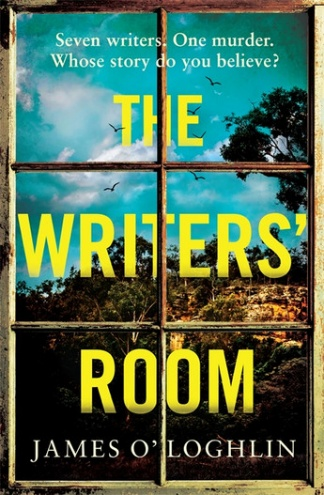 Seven writers. One murder.
Whose story do you believe?
THE
WRITERS'
ROOM
JAMES O'LOGHLIN